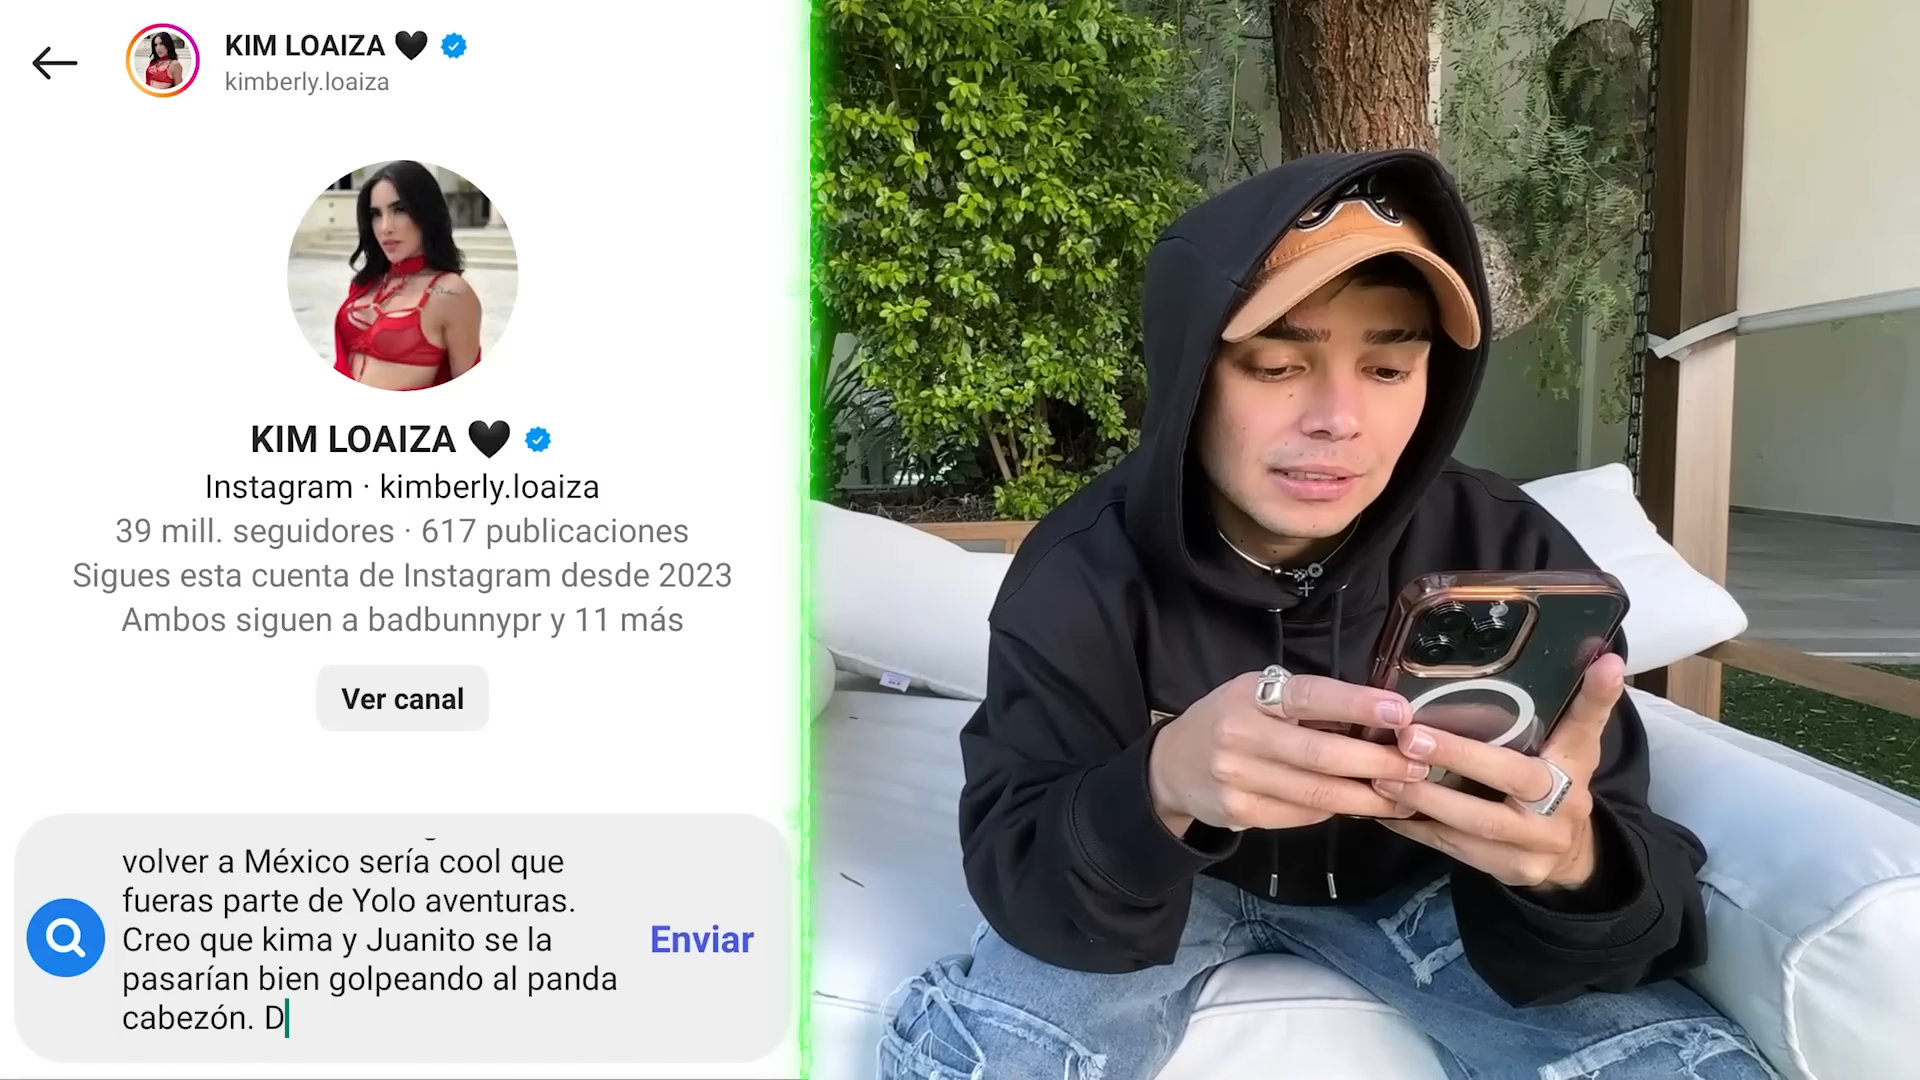 KIM LOAIZA 🖤
kimberly.loaiza
KIM LOAIZA 🖤
Instagram · kimberly.loaiza
39 mill. seguidores · 617 publicaciones
Sigues esta cuenta de Instagram desde 2023
Ambos siguen a badbunnypr y 11 más
Ver canal
volver a México sería cool que
fueras parte de Yolo aventuras.
Creo que kima y Juanito se la
pasarían bien golpeando al panda
cabezón. D
Enviar